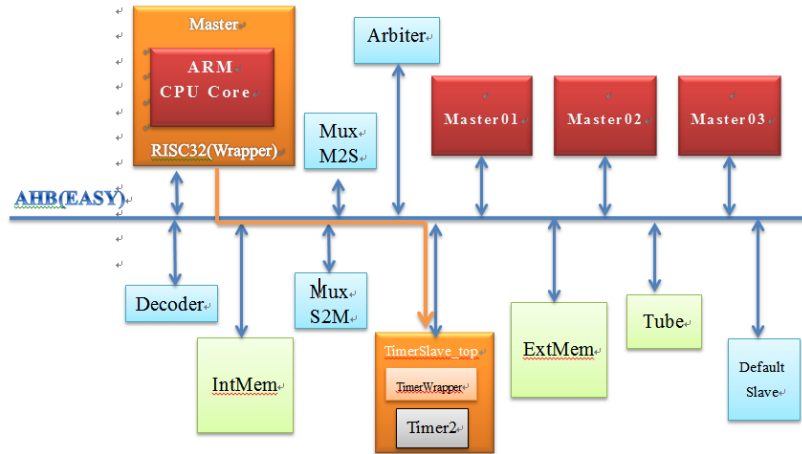 Master
ARM
CPU Core
RISC32(Wrapper)
Arbiter
Mux
M2S
Master01
Master02
Master03
AHB(EASY)
Decoder
Mux
S2M
IntMem
TimerSlave_top
TimerWrapper
Timer2
ExtMem
Tube
Default
Slave